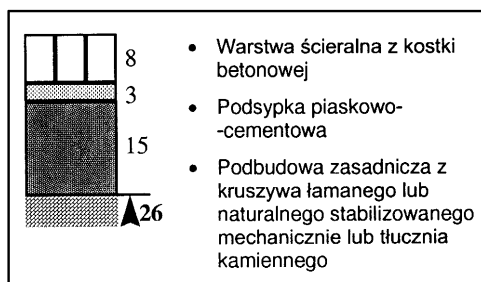 8
3
15
26
• Warstwa ścieralna z kostki
betonowej
• Podsypka piaskowo-
-cementowa
• Podbudowa zasadnicza z
kruszywa łamanego lub
naturalnego stabilizowanego
mechanicznie lub tłucznia
kamiennego